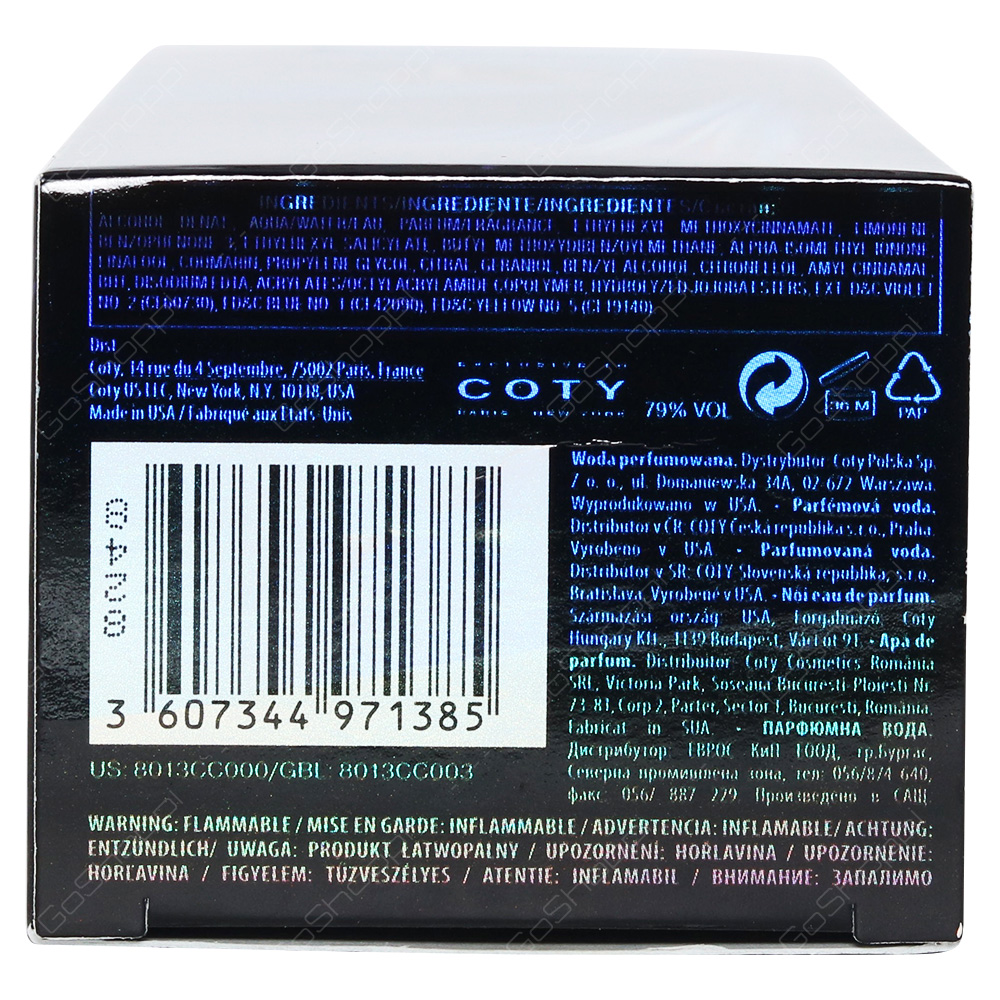 INGREDIENTS/INGREDIENTE/INGREDIENTES/Състав:
ALCOHOL DENAT., AQUA/WATER/EAU, PARFUM/FRAGRANCE, ETHYLHEXYL METHOXYCINNAMATE, LIMONENE,
BENZOPHENONE-3, ETHYLHEXYL SALICYLATE, BUTYL METHOXYDIBENZOYLMETHANE, ALPHA-ISOMETHYL IONONE,
LINALOOL, COUMARIN, PROPYLENE GLYCOL, CITRAL, GERANIOL, BENZYL ALCOHOL, CITRONELLOL, AMYL CINNAMAL,
BHT, DISODIUM EDTA, ACRYLATES/OCTYLACRYLAMIDE COPOLYMER, HYDROLYZED JOJOBA ESTERS, EXT. D&C VIOLET
NO. 2 (CI 60730), FD&C BLUE NO. 1 (CI 42090), FD&C YELLOW NO. 5 (CI 19140)
Dist.
Coty, 14 rue du 4 Septembre, 75002 Paris, France
Coty US LLC, New York, N.Y. 10118, USA
Made in USA / Fabriqué aux Etats-Unis
COTY
PARIS NEW YORK
79% VOL
36 M
PAP
8248
3 607344 971385
US: 8013CC000/GBL: 8013CC003
Woda perfumowana. Dystrybutor Coty Polska Sp.
z o. o., ul. Domaniewska 34A, 02-672 Warszawa.
Wyprodukowano w USA. • Parfémová voda.
Distributor v ČR: COTY Česká republika s.r.o., Praha.
Vyrobeno v USA. • Parfumovaná voda.
Distributor v SR: COTY Slovenská republika, s.r.o.,
Bratislava. Vyrobené v USA. • Női eau de parfum.
Származási ország USA, Forgalmazó Coty
Hungary Kft., 1139 Budapest, Váci út 91. • Apa de
parfum. Distribuitor Coty Cosmetics România
SRL, Victoria Park, Soseaua Bucuresti-Ploiesti Nr.
73-81, Corp 2, Parter, Sector 1, Bucuresti, România.
Fabricat in SUA. • ПАРФЮМНА ВОДА.
Дистрибутор ЕВРОС КиП ЕООД, гр.Бургас,
Северна промишлена зона, тел: 056/874 640,
факс 056/ 887 229 Произведено в САЩ.
WARNING: FLAMMABLE / MISE EN GARDE: INFLAMMABLE / ADVERTENCIA: INFLAMABLE/ ACHTUNG:
ENTZÜNDLICH/ UWAGA: PRODUKT ŁATWOPALNY / UPOZORNĚNÍ: HOŘLAVINA / UPOZORNENIE:
HORĽAVINA / FIGYELEM: TŰZVESZÉLYES / ATENTIE: INFLAMABIL / ВНИМАНИЕ: ЗАПАЛИМО